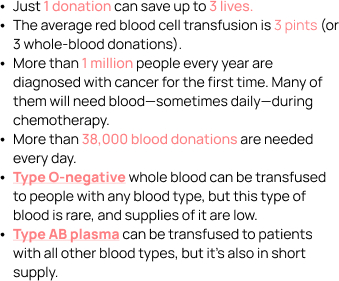 • Just 1 donation can save up to 3 lives.
• The average red blood cell transfusion is 3 pints (or
3 whole-blood donations).
• More than 1 million people every year are
diagnosed with cancer for the first time. Many of
them will need blood—sometimes daily—during
chemotherapy.
• More than 38,000 blood donations are needed
every day.
• Type O-negative whole blood can be transfused
to people with any blood type, but this type of
blood is rare, and supplies of it are low.
• Type AB plasma can be transfused to patients
with all other blood types, but it's also in short
supply.